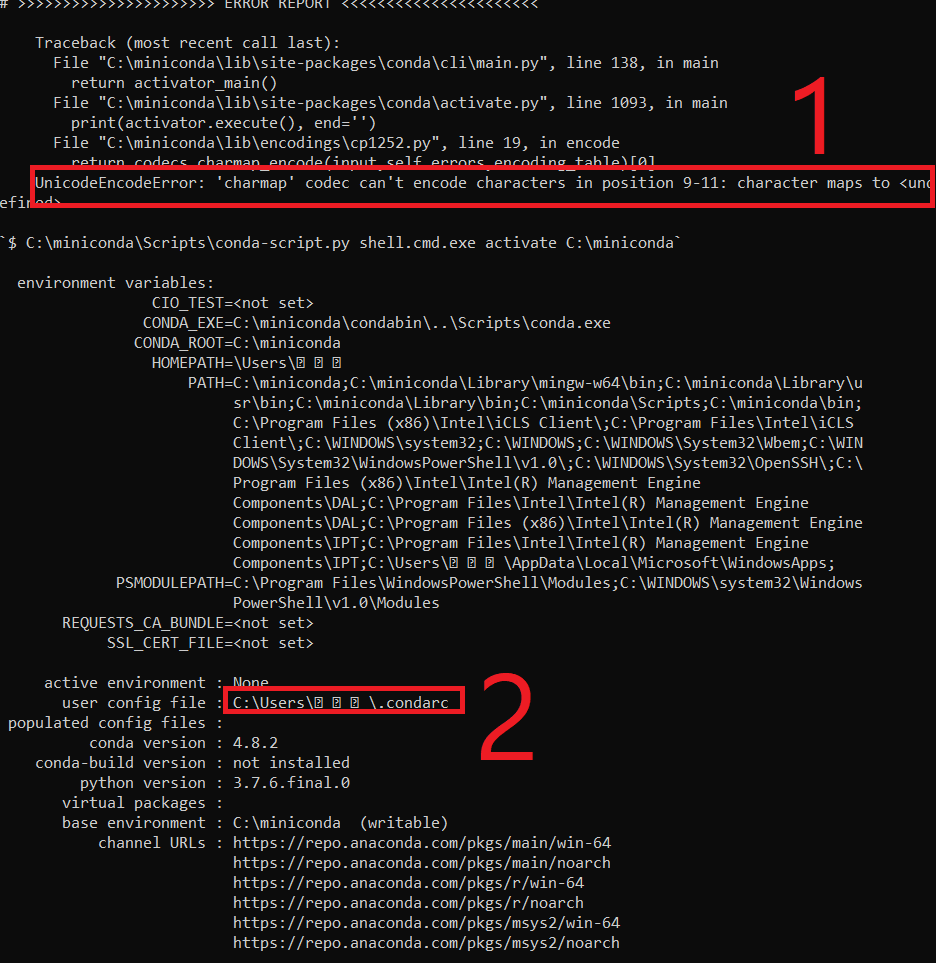 # >>>>>>>>>>>>>>>>>>>>>> ERROR REPORT <<<<<<<<<<<<<<<<<<<<<<
Traceback (most recent call last):
File "C:\miniconda\lib\site-packages\conda\cli\main.py", line 138, in main
return activator_main()
File "C:\miniconda\lib\site-packages\conda\activate.py", line 1093, in main
print(activator.execute(), end='')
File "C:\miniconda\lib\encodings\cp1252.py", line 19, in encode
return codecs.charmap_encode(input,self.errors,encoding_table)[0]
UnicodeEncodeError: 'charmap' codec can't encode characters in position 9-11: character maps to <und
efined>
1
`$ C:\miniconda\Scripts\conda-script.py shell.cmd.exe activate C:\miniconda`
environment variables:
CIO_TEST=<not set>
CONDA_EXE=C:\miniconda\condabin\..\Scripts\conda.exe
CONDA_ROOT=C:\miniconda
HOMEPATH=\Users\
PATH=C:\miniconda;C:\miniconda\Library\mingw-w64\bin;C:\miniconda\Library\u
sr\bin;C:\miniconda\Library\bin;C:\miniconda\Scripts;C:\miniconda\bin;
C:\Program Files (x86)\Intel\iCLS Client\;C:\Program Files\Intel\iCLS
Client\;C:\WINDOWS\system32;C:\WINDOWS;C:\WINDOWS\System32\Wbem;C:\WIN
DOWS\System32\WindowsPowerShell\v1.0\;C:\WINDOWS\System32\OpenSSH\;C:\
Program Files (x86)\Intel\Intel(R) Management Engine
Components\DAL;C:\Program Files\Intel\Intel(R) Management Engine
Components\DAL;C:\Program Files (x86)\Intel\Intel(R) Management Engine
Components\IPT;C:\Program Files\Intel\Intel(R) Management Engine
Components\IPT;C:\Users\ \AppData\Local\Microsoft\WindowsApps;
PSMODULEPATH=C:\Program Files\WindowsPowerShell\Modules;C:\WINDOWS\system32\Windows
PowerShell\v1.0\Modules
REQUESTS_CA_BUNDLE=<not set>
SSL_CERT_FILE=<not set>
active environment : None
user config file : C:\Users\ \.condarc
2
populated config files :
conda version : 4.8.2
conda-build version : not installed
python version : 3.7.6.final.0
virtual packages :
base environment : C:\miniconda  (writable)
channel URLs : https://repo.anaconda.com/pkgs/main/win-64
https://repo.anaconda.com/pkgs/main/noarch
https://repo.anaconda.com/pkgs/r/win-64
https://repo.anaconda.com/pkgs/r/noarch
https://repo.anaconda.com/pkgs/msys2/win-64
https://repo.anaconda.com/pkgs/msys2/noarch